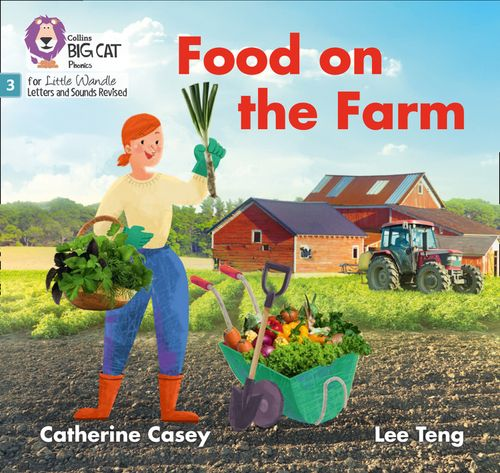 Collins
BIG CAT
Phonics
3
for Little Wandle
Letters and Sounds Revised
Food on
the Farm
Catherine Casey
Lee Teng